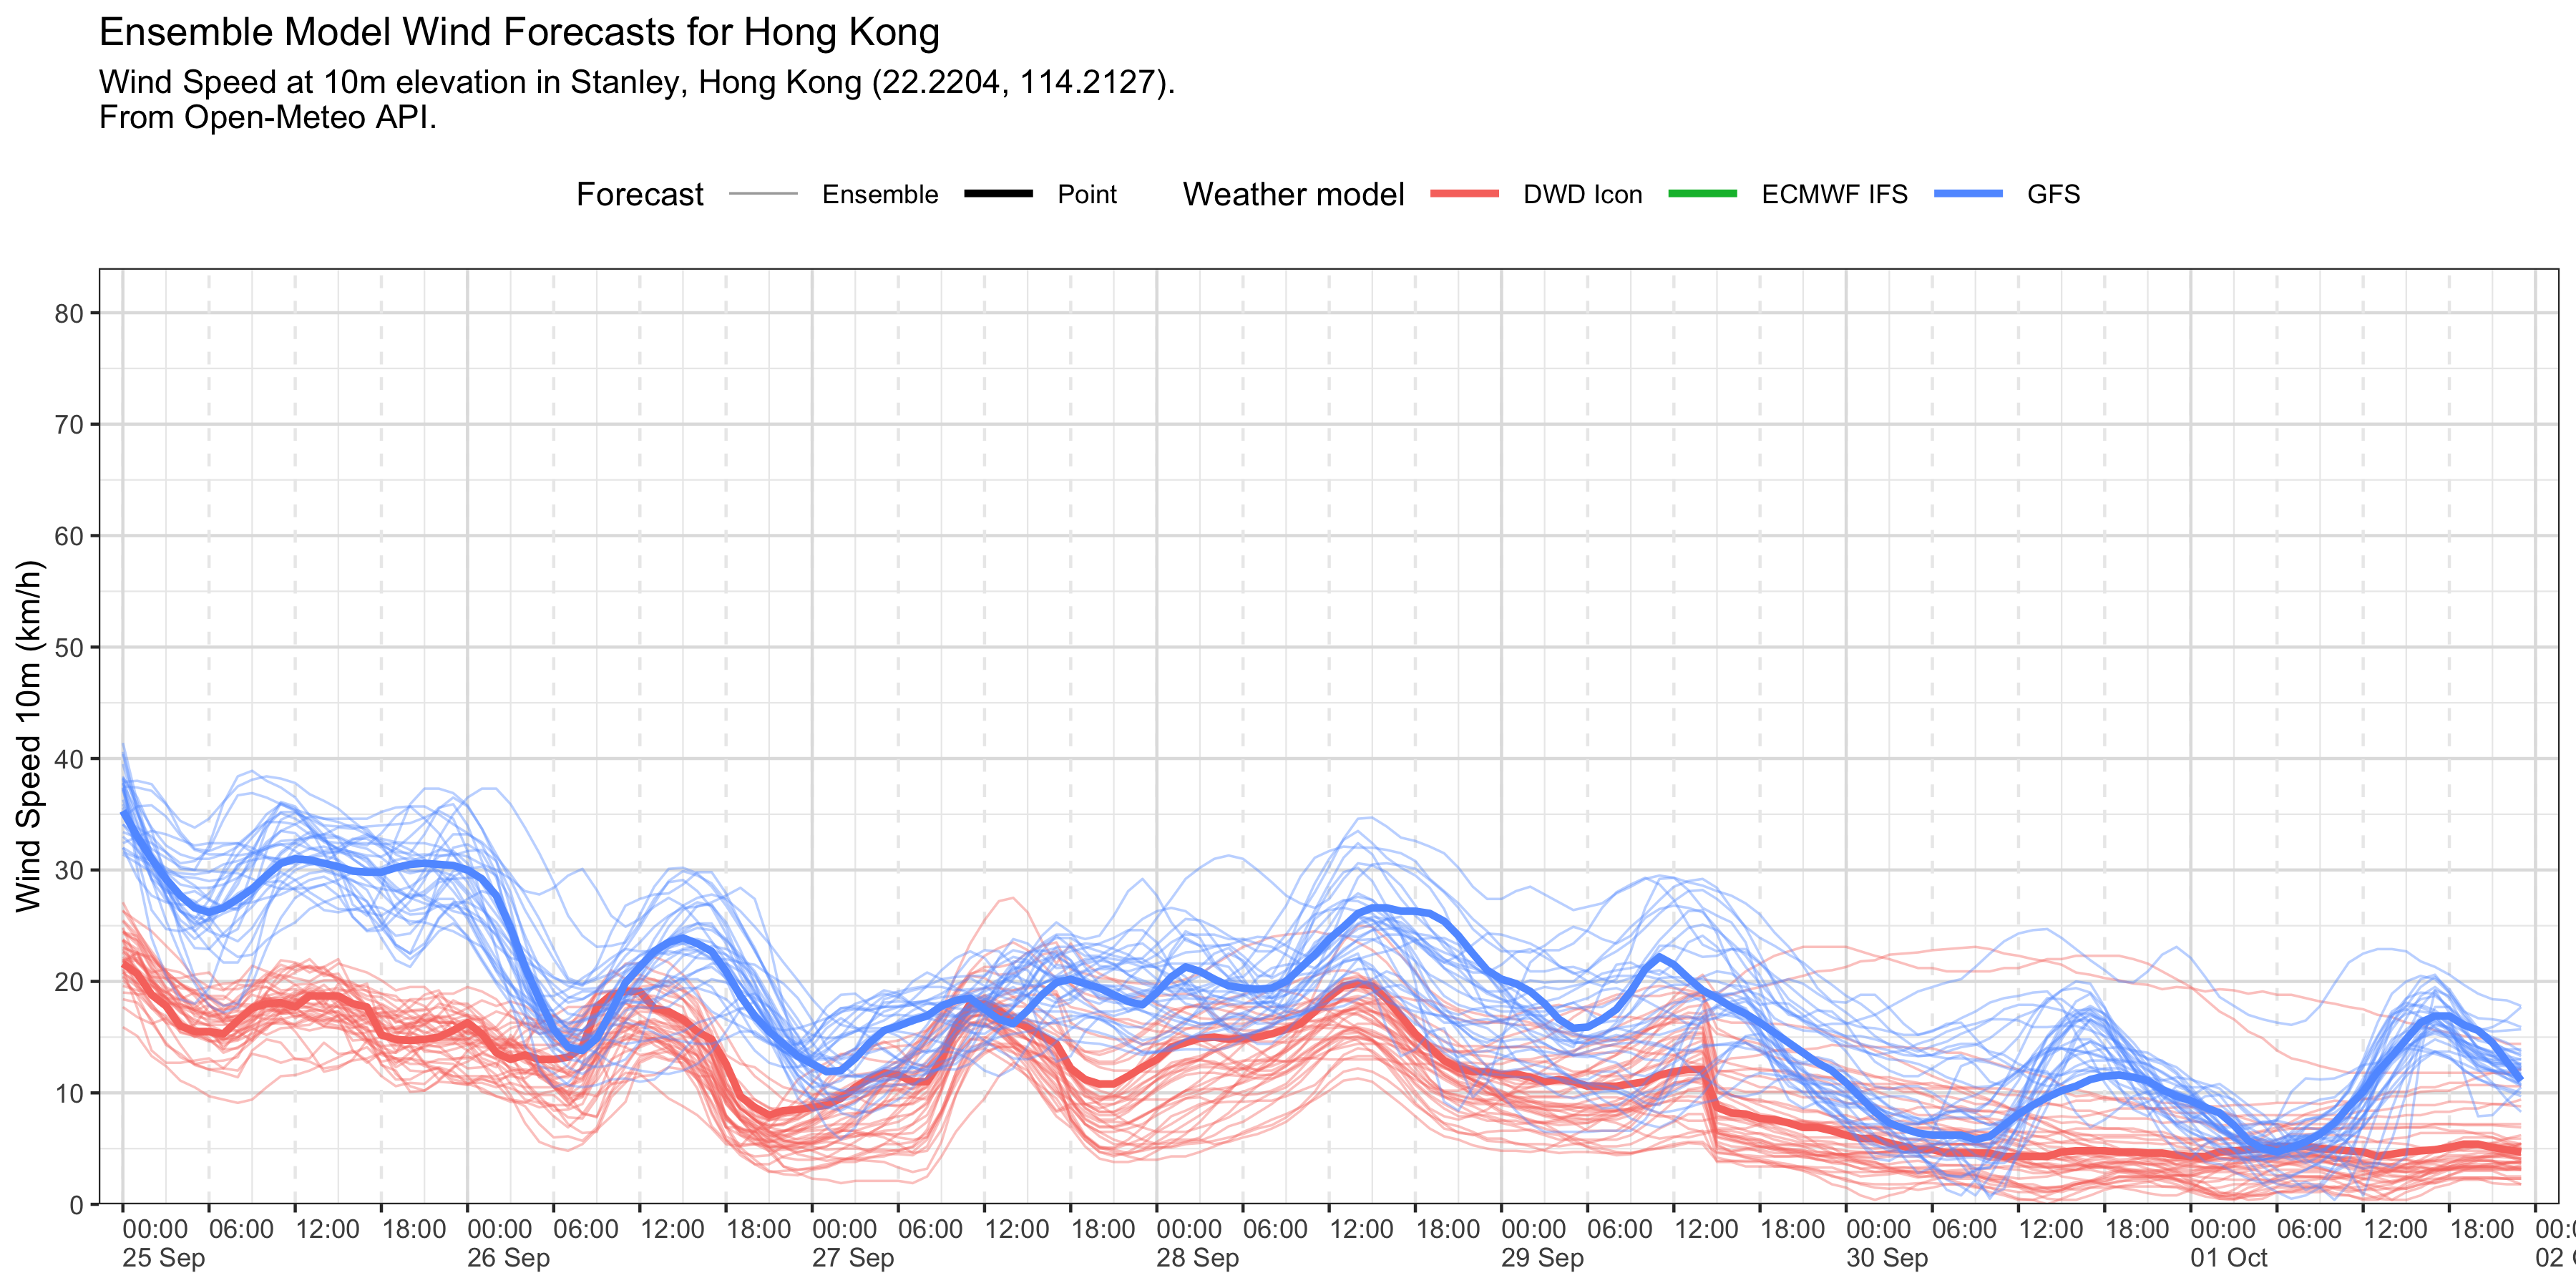 Ensemble Model Wind Forecasts for Hong Kong
Wind Speed at 10m elevation in Stanley, Hong Kong (22.2204, 114.2127).
From Open-Meteo API.
Forecast Ensemble Point Weather model DWD Icon ECMWF IFS GFS
Wind Speed 10m (km/h)
80
70
60
50
40
30
20
10
0
00:00 06:00 12:00 18:00 00:00 06:00 12:00 18:00 00:00 06:00 12:00 18:00 00:00 06:00 12:00 18:00 00:00 06:00 12:00 18:00 00:00 06:00 12:00 18:00 00:00 06:00 12:00 18:00
25 Sep 26 Sep 27 Sep 28 Sep 29 Sep 30 Sep 01 Oct 02